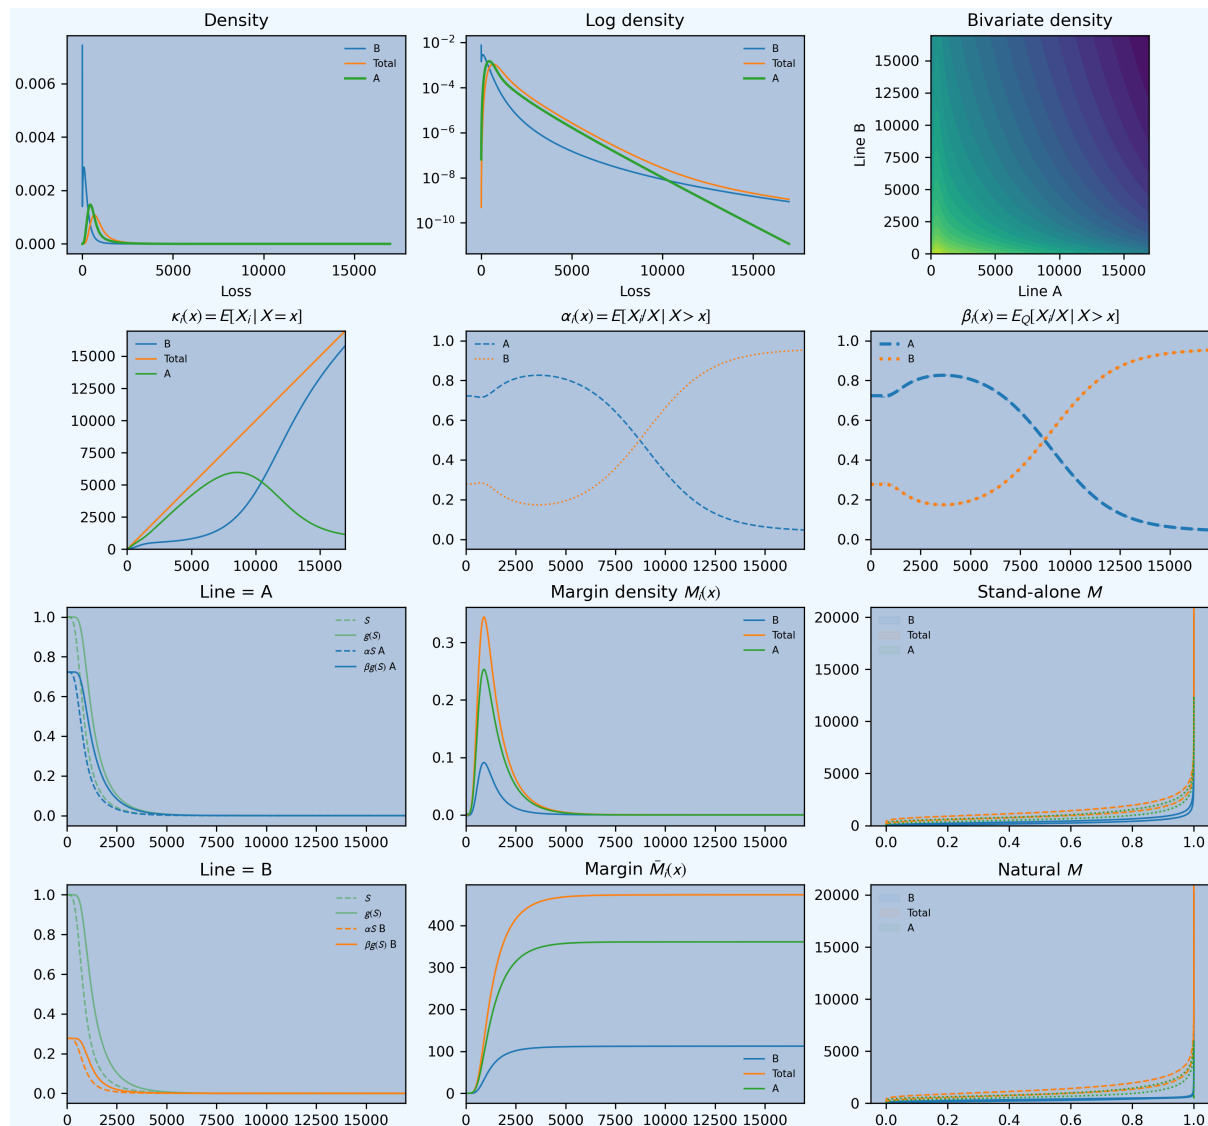 Density
0.006
0.004
0.002
0.000
B
Total
A
0
5000
10000
15000
Loss
Log density
10⁻²
10⁻⁴
10⁻⁶
10⁻⁸
10⁻¹⁰
B
Total
A
0
5000
10000
15000
Loss
Bivariate density
Line B
15000
12500
10000
7500
5000
2500
0
0
5000
10000
15000
Line A
κᵢ(x) = E[Xᵢ | X = x]
15000
12500
10000
7500
5000
2500
0
B
Total
A
0
5000
10000
15000
αᵢ(x) = E[Xᵢ/X | X > x]
1.0
0.8
0.6
0.4
0.2
0.0
A
B
0
2500
5000
7500
10000
12500
15000
βᵢ(x) = E_Q[Xᵢ/X | X > x]
1.0
0.8
0.6
0.4
0.2
0.0
A
B
0
2500
5000
7500
10000
12500
15000
Line = A
1.0
0.8
0.6
0.4
0.2
0.0
S
g(S)
αS A
βg(S) A
0
2500
5000
7500
10000
12500
15000
Margin density Mᵢ(x)
0.3
0.2
0.1
0.0
B
Total
A
0
2500
5000
7500
10000
12500
15000
Stand-alone M
20000
15000
10000
5000
0
B
Total
A
0.0
0.2
0.4
0.6
0.8
1.0
Line = B
1.0
0.8
0.6
0.4
0.2
0.0
S
g(S)
αS B
βg(S) B
0
2500
5000
7500
10000
12500
15000
Margin M̄ᵢ(x)
400
300
200
100
0
B
Total
A
0
2500
5000
7500
10000
12500
15000
Natural M
20000
15000
10000
5000
0
B
Total
A
0.0
0.2
0.4
0.6
0.8
1.0